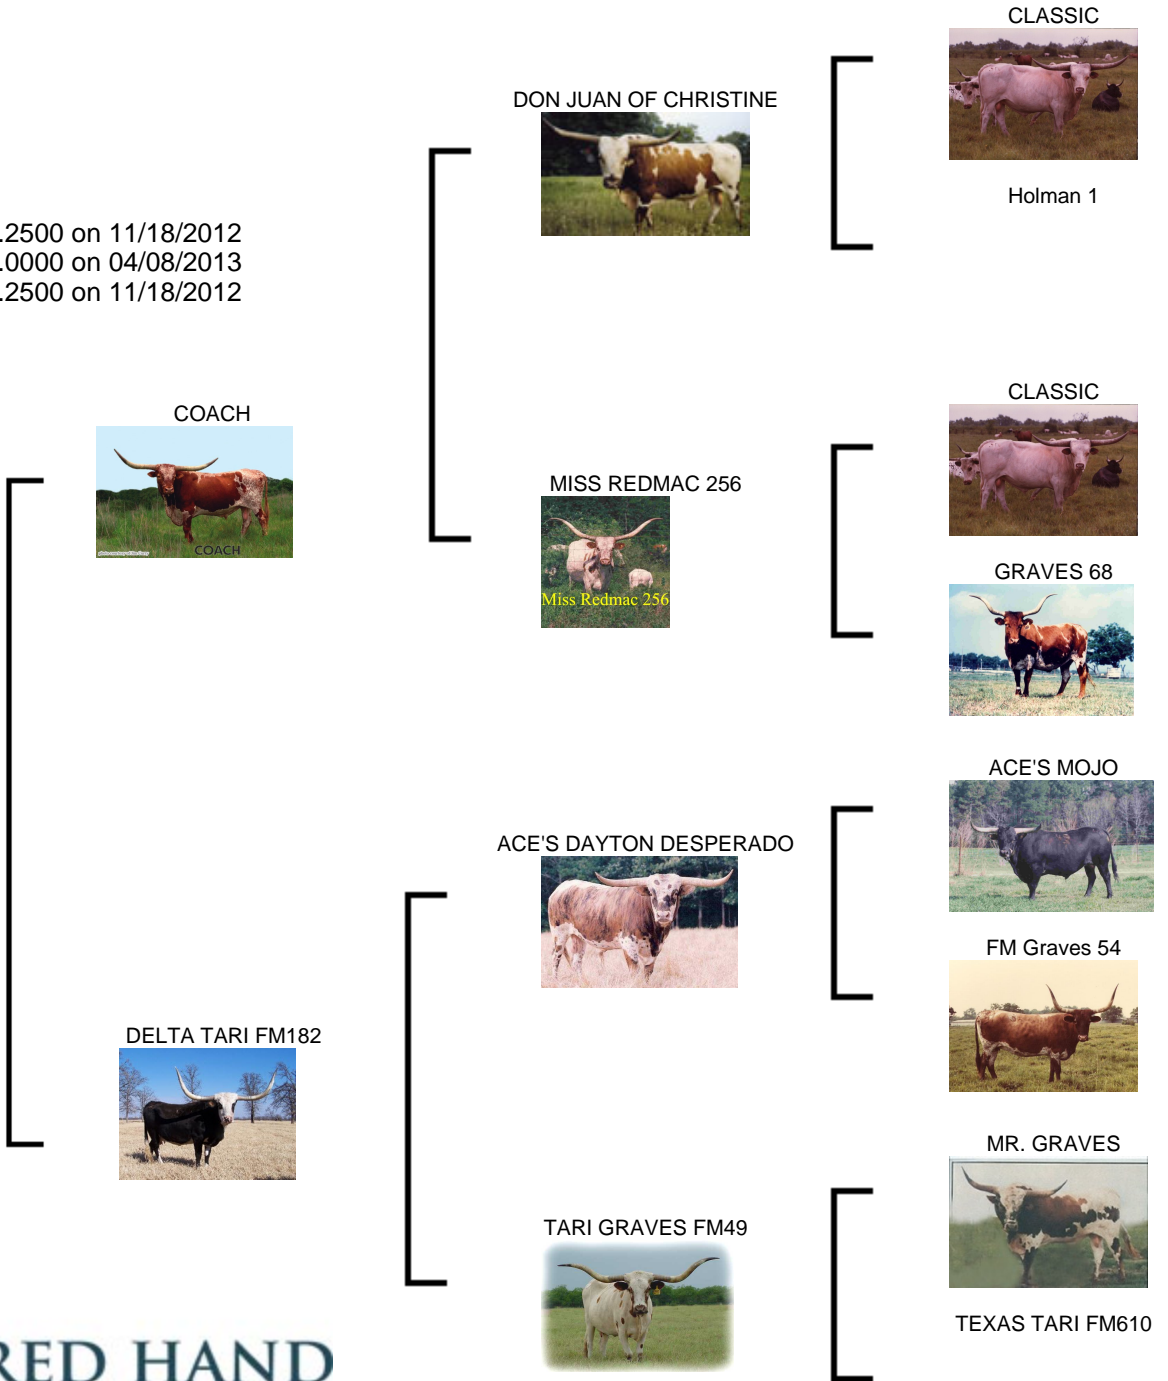 CLASSIC
DON JUAN OF CHRISTINE
Holman 1
.2500 on 11/18/2012
.0000 on 04/08/2013
.2500 on 11/18/2012
CLASSIC
COACH
COACH
MISS REDMAC 256
Miss Redmac 256
GRAVES 68
ACE'S MOJO
ACE'S DAYTON DESPERADO
FM Graves 54
DELTA TARI FM182
MR. GRAVES
TARI GRAVES FM49
TEXAS TARI FM610
RED HAND